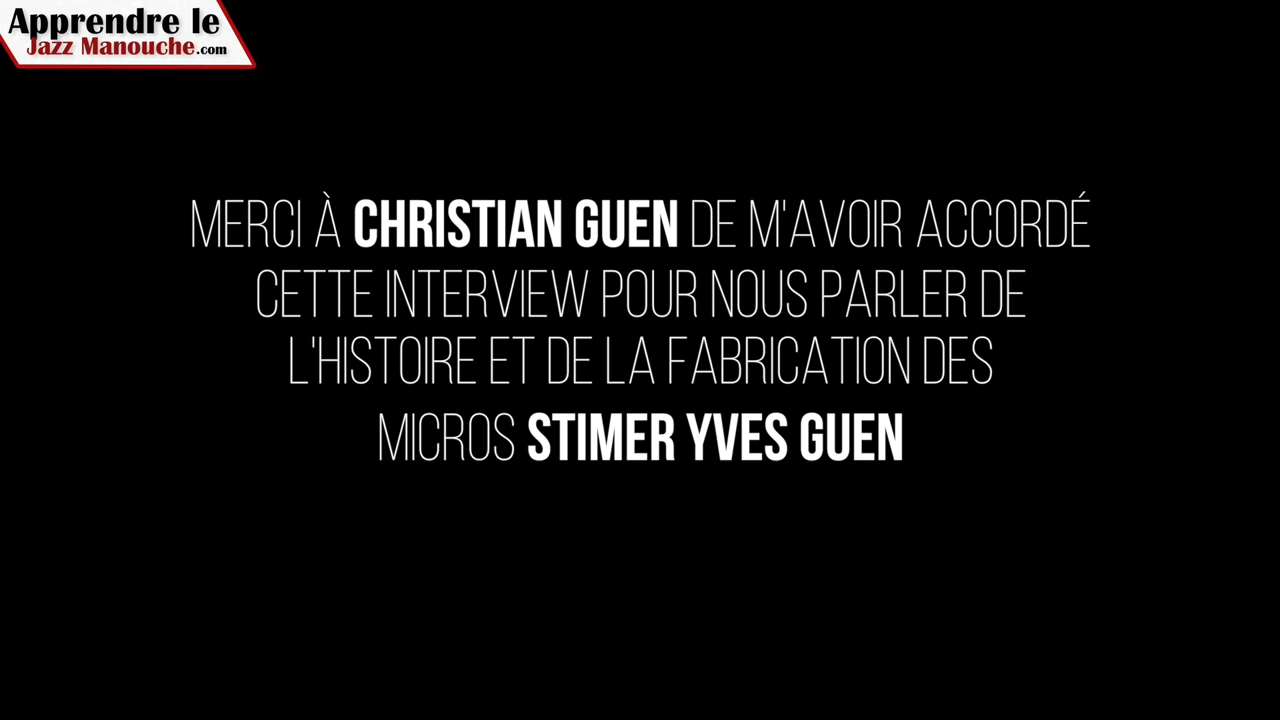 Apprendre le
Jazz Manouche.com
MERCI À CHRISTIAN GUEN DE M'AVOIR ACCORDÉ
CETTE INTERVIEW POUR NOUS PARLER DE
L'HISTOIRE ET DE LA FABRICATION DES
MICROS STIMER YVES GUEN